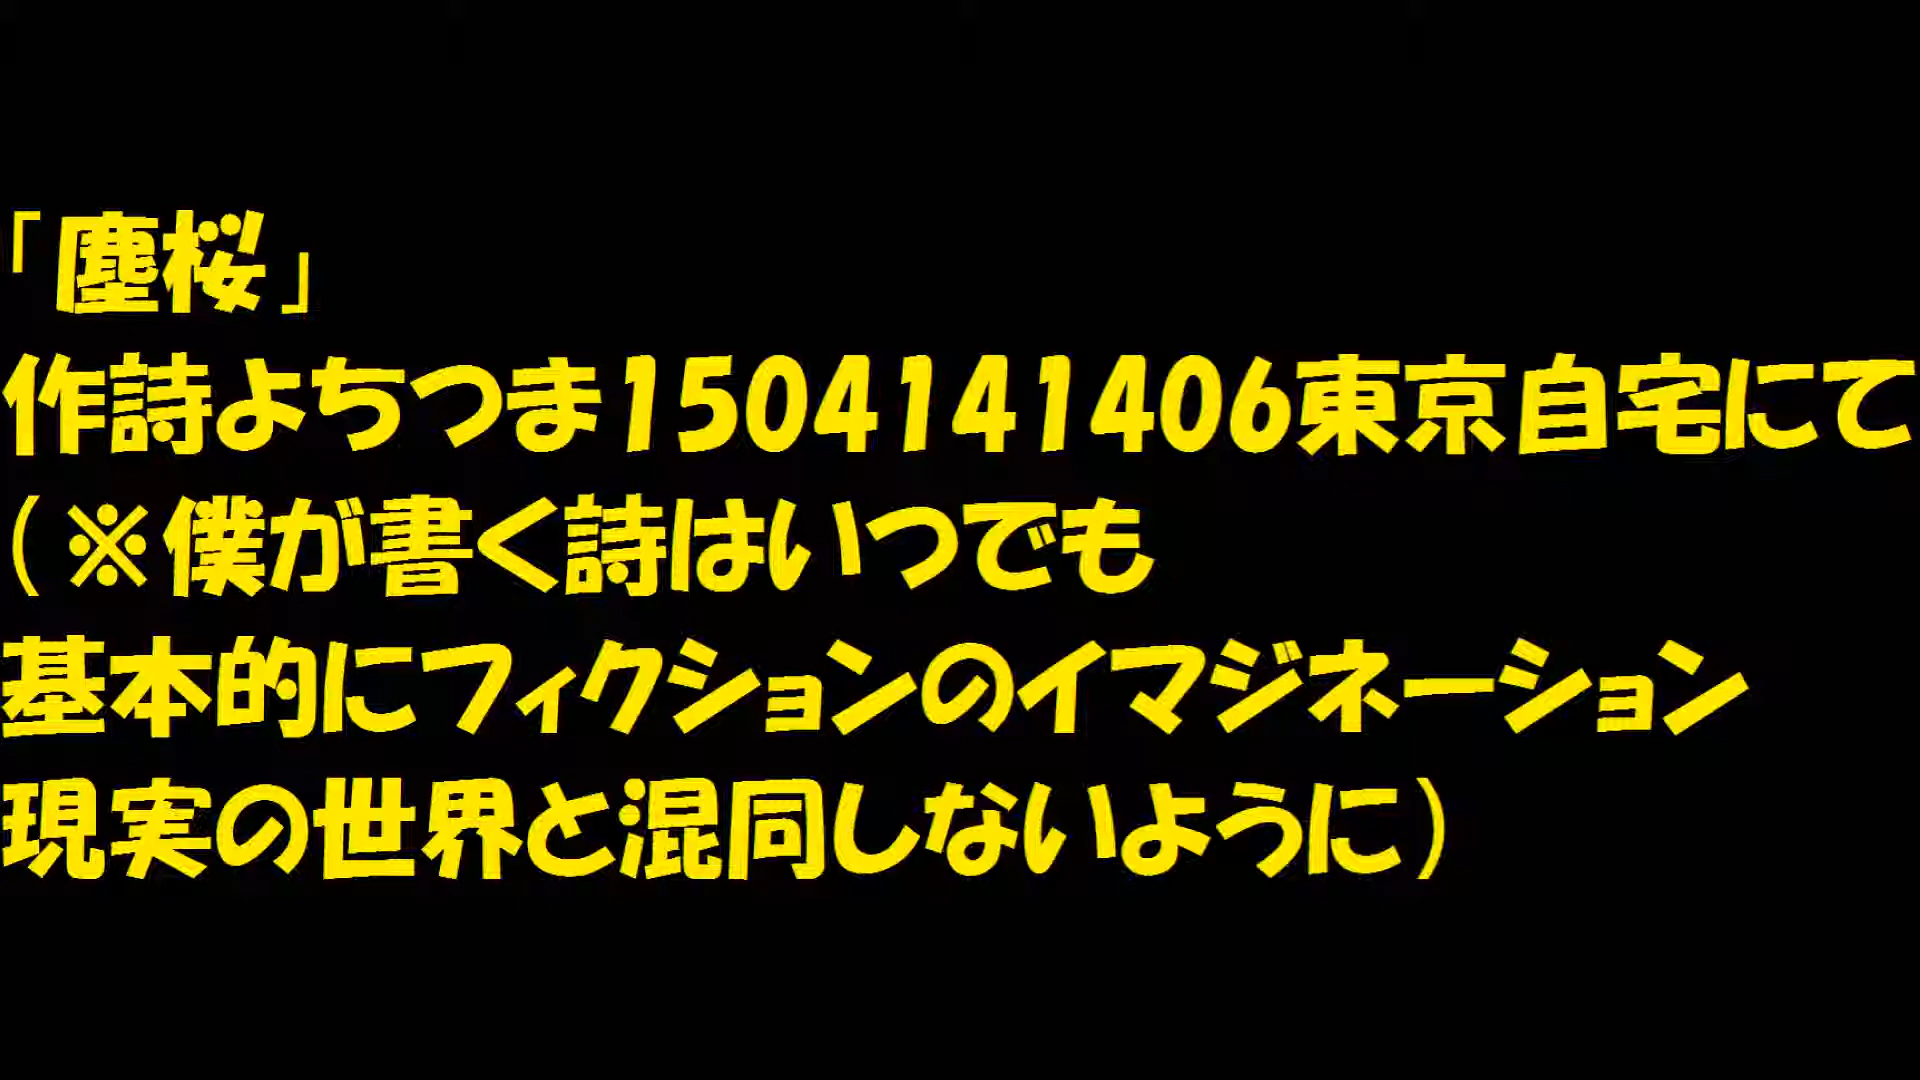 「塵桜」
作詩よちつま1504141406東京自宅にて
（※僕が書く詩はいつでも
基本的にフィクションのイマジネーション
現実の世界と混同しないように）